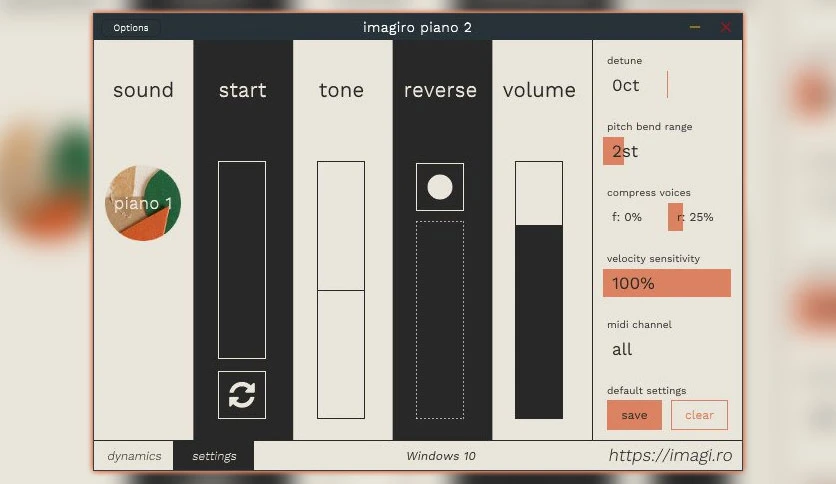 Options
imagiro piano 2
sound
start
tone
reverse
volume
piano 1
detune
0ct
pitch bend range
2st
compress voices
f: 0%
r: 25%
velocity sensitivity
100%
midi channel
all
default settings
save
clear
dynamics
settings
Windows 10
https://imagi.ro